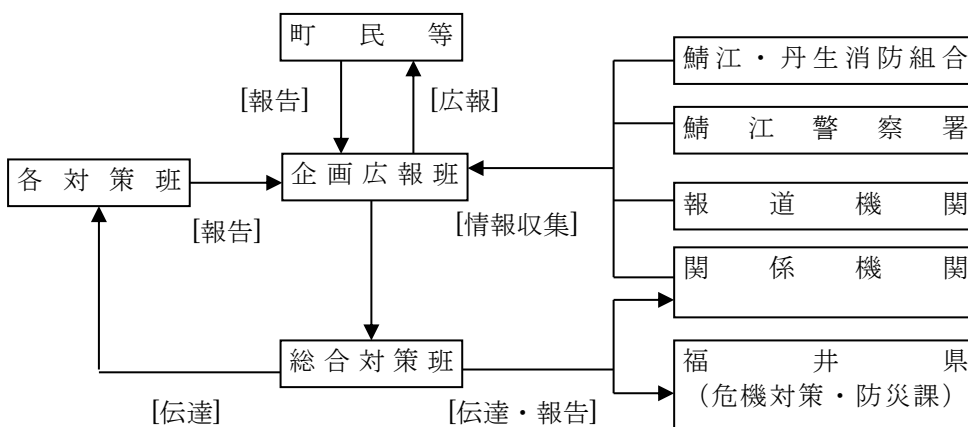 町民等
[報告]
[広報]
鯖江・丹生消防組合
鯖江警察署
各対策班
企画広報班
[報告]
[情報収集]
報道機関
関係機関
総合対策班
福井県
（危機対策・防災課）
[伝達]
[伝達・報告]